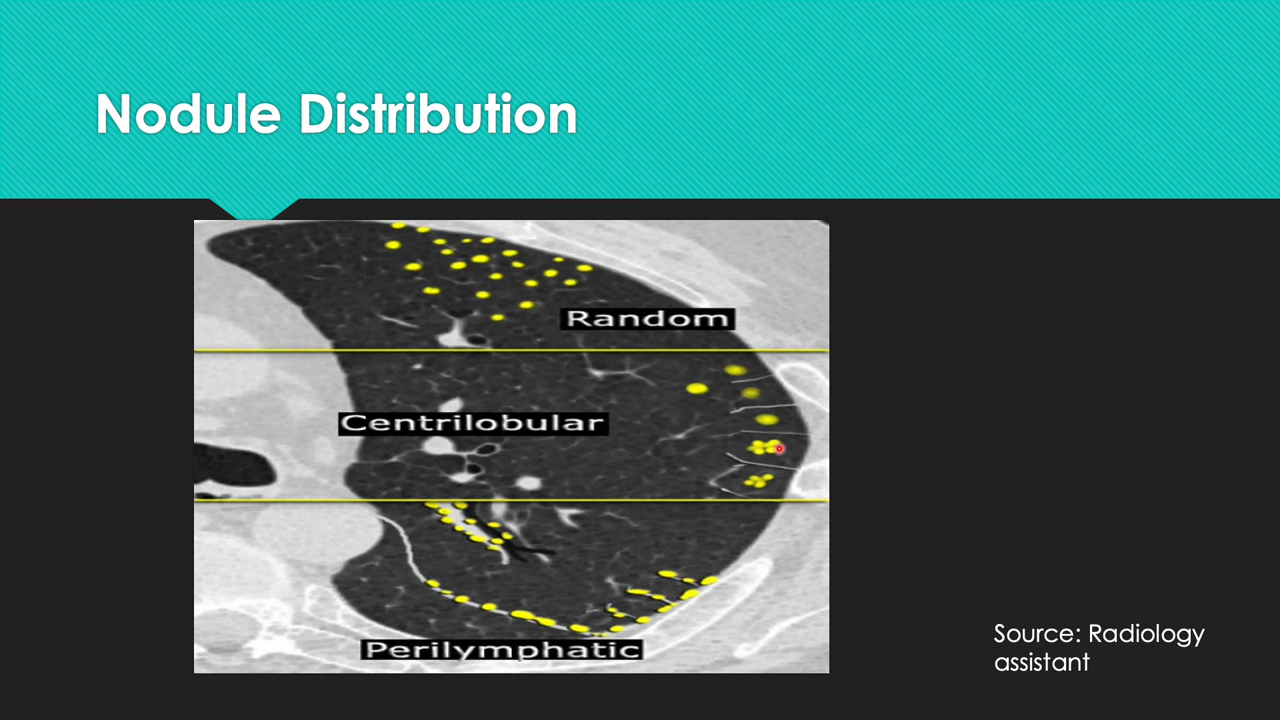 Nodule Distribution
Random
Centrilobular
Perilymphatic
Source: Radiology
assistant